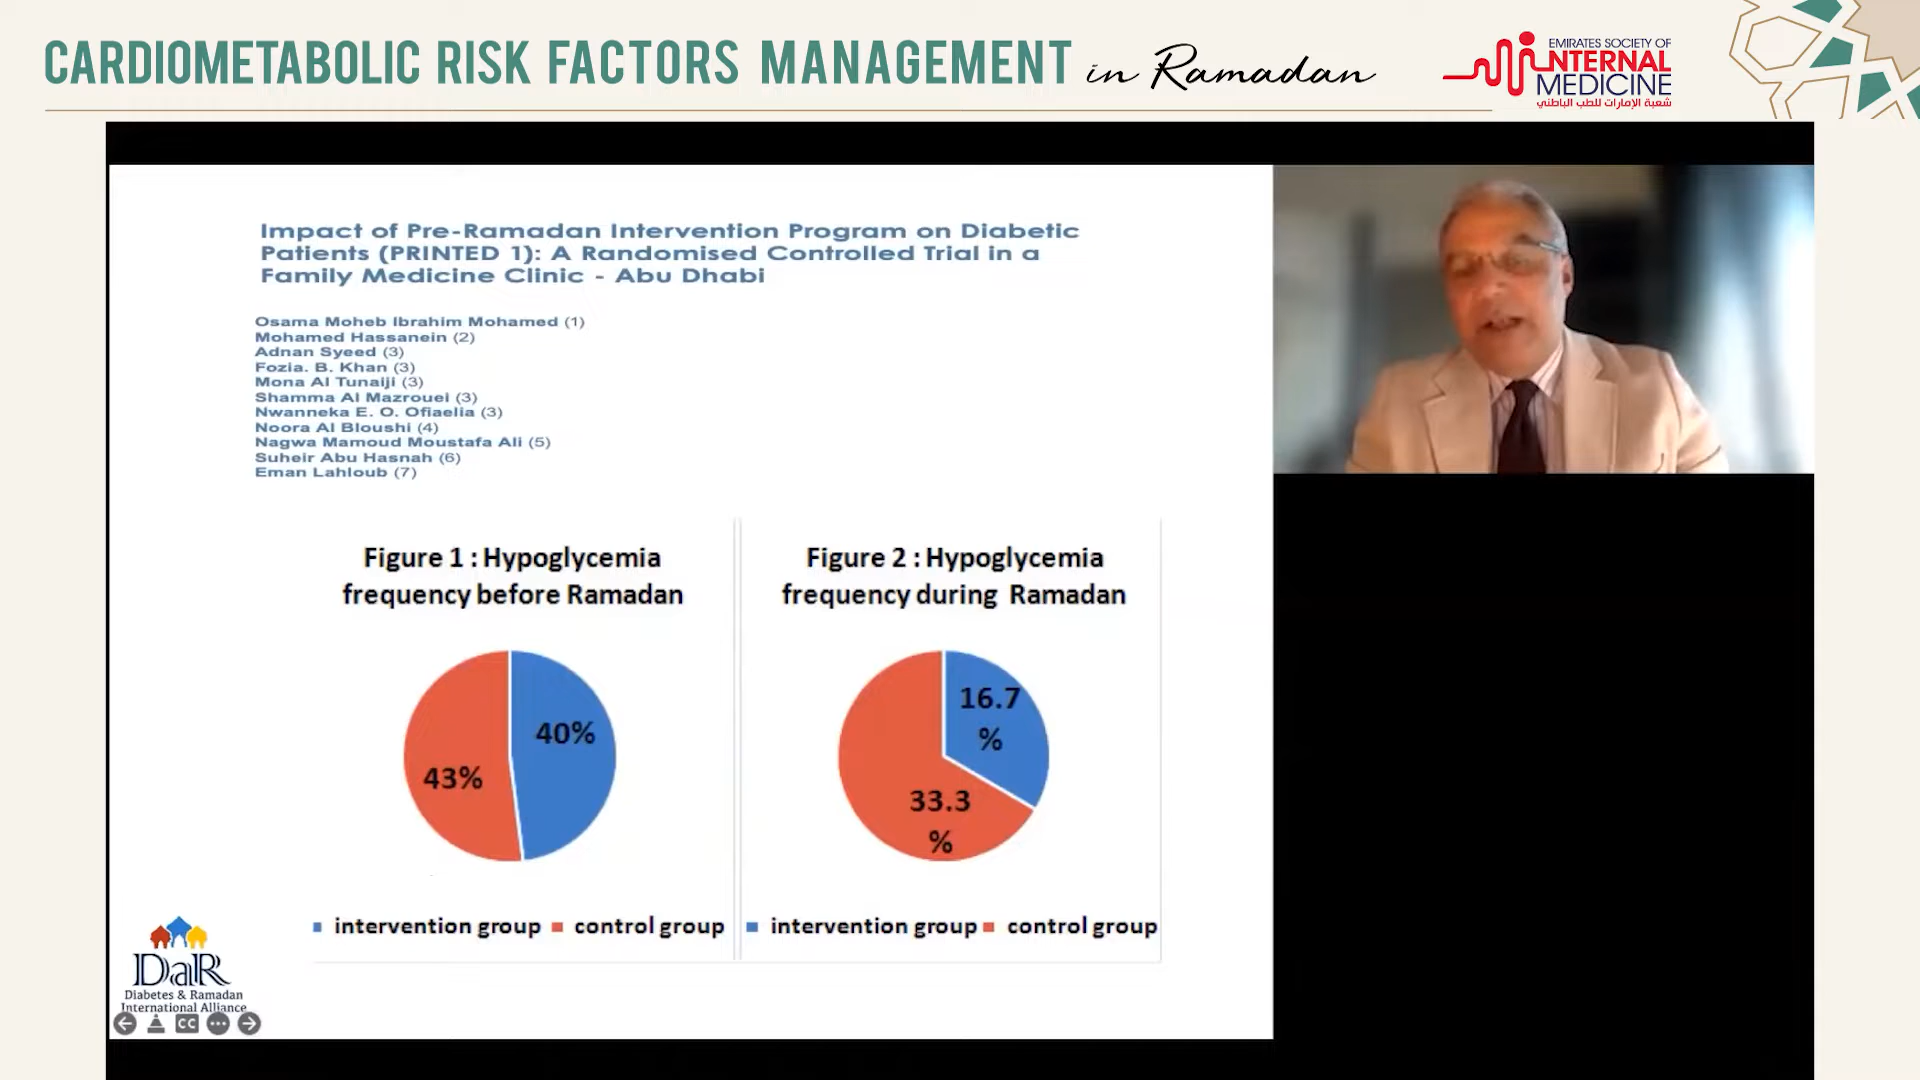 CARDIOMETABOLIC RISK FACTORS MANAGEMENT in Ramadan
EMIRATES SOCIETY OF
INTERNAL
MEDICINE
شعبة الإمارات للطب الباطني
Impact of Pre-Ramadan Intervention Program on Diabetic
Patients (PRINTED 1): A Randomised Controlled Trial in a
Family Medicine Clinic - Abu Dhabi
Osama Moheb Ibrahim Mohamed (1)
Mohamed Hassanein (2)
Adnan Syeed (3)
Fozia. B. Khan (3)
Mona Al Tunaiji (3)
Shamma Al Mazrouei (3)
Nwanneka E. O. Ofiaelia (3)
Noora Al Bloushi (4)
Nagwa Mamoud Moustafa Ali (5)
Suheir Abu Hasnah (6)
Eman Lahloub (7)
Figure 1 : Hypoglycemia
frequency before Ramadan
40%
43%
intervention group control group
Figure 2 : Hypoglycemia
frequency during Ramadan
16.7
%
33.3
%
intervention group control group
DaR
Diabetes & Ramadan
International Alliance
CC